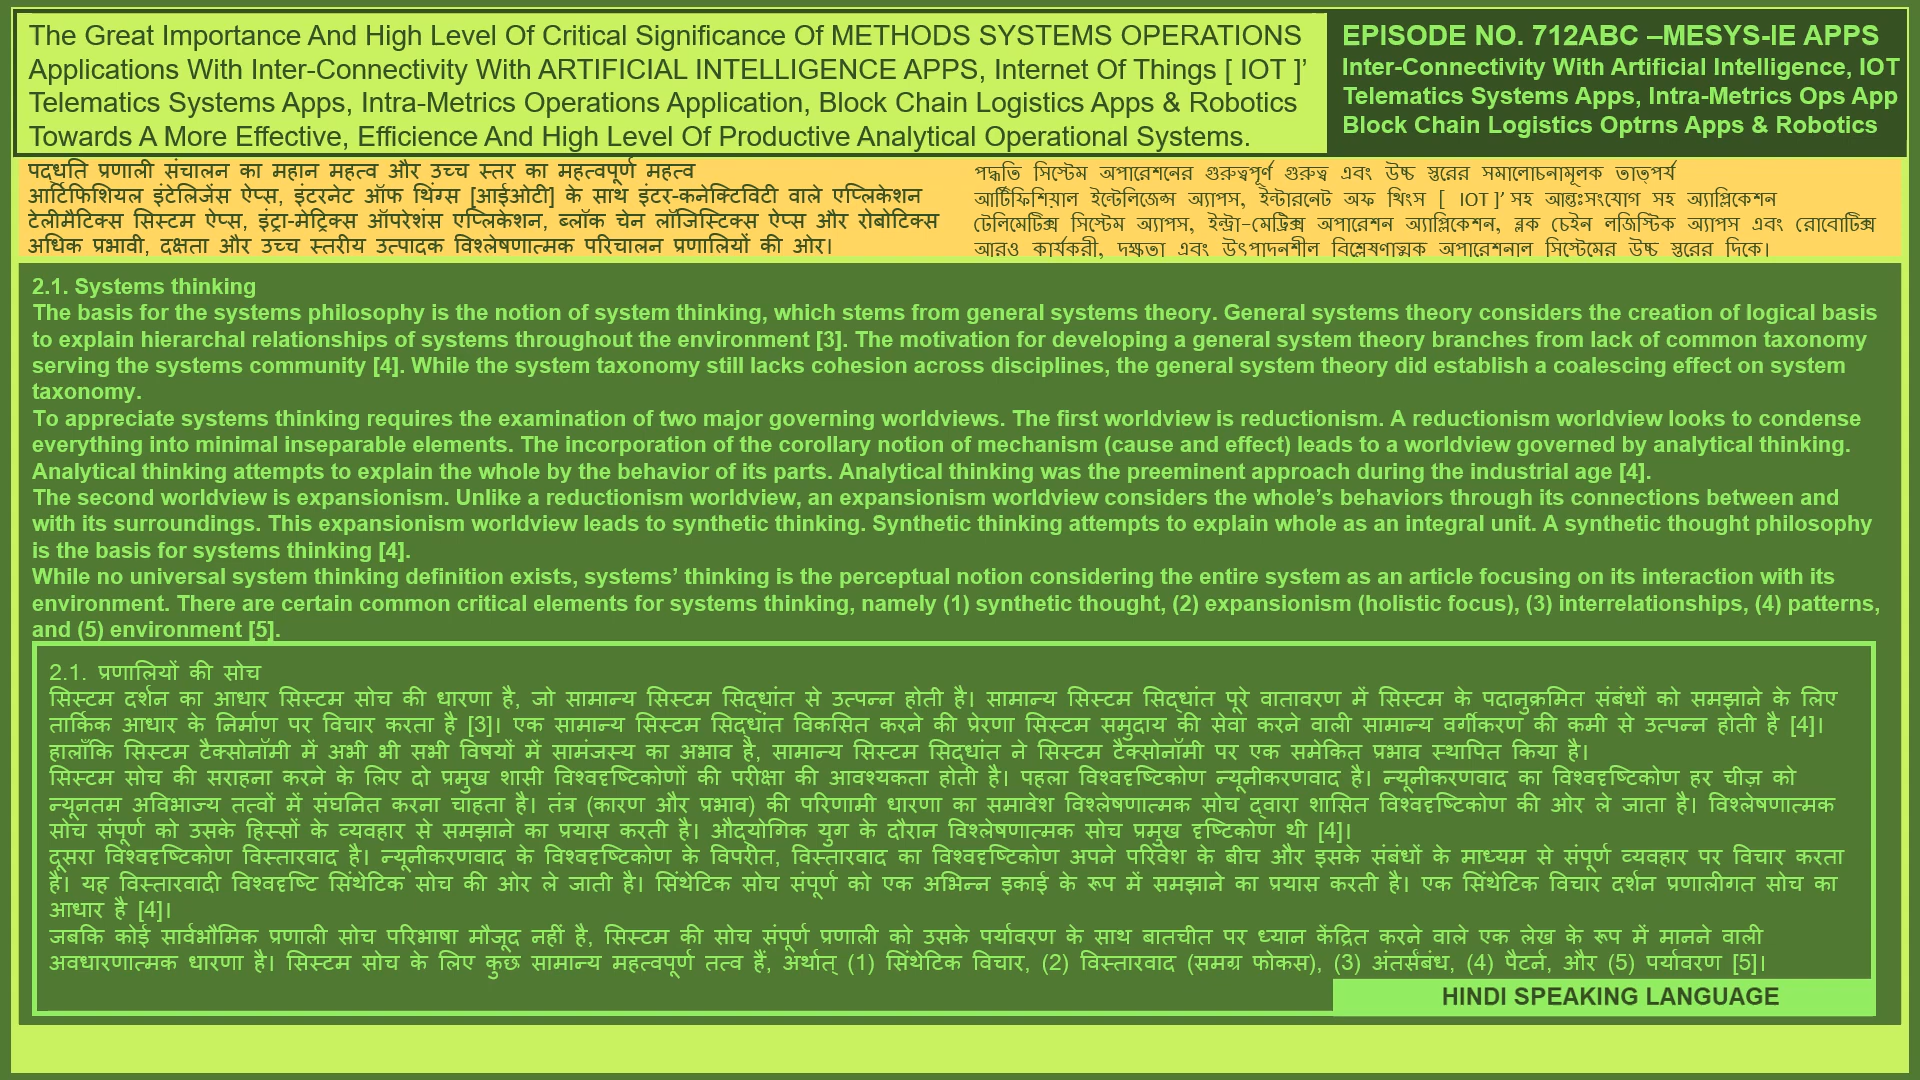 The Great Importance And High Level Of Critical Significance Of METHODS SYSTEMS OPERATIONS
Applications With Inter-Connectivity With ARTIFICIAL INTELLIGENCE APPS, Internet Of Things [ IOT ]’
Telematics Systems Apps, Intra-Metrics Operations Application, Block Chain Logistics Apps & Robotics
Towards A More Effective, Efficience And High Level Of Productive Analytical Operational Systems.
EPISODE NO. 712ABC –MESYS-IE APPS
Inter-Connectivity With Artificial Intelligence, IOT
Telematics Systems Apps, Intra-Metrics Ops App
Block Chain Logistics Optrns Apps & Robotics
पद्धति प्रणाली संचालन का महान महत्व और उच्च स्तर का महत्वपूर्ण महत्व
आर्टिफिशियल इंटेलिजेंस ऐप्स, इंटरनेट ऑफ थिंग्स [आईओटी] के साथ इंटर-कनेक्टिविटी वाले एप्लिकेशन
टेलीमैटिक्स सिस्टम ऐप्स, इंट्रा-मेट्रिक्स ऑपरेशंस एप्लिकेशन, ब्लॉक चेन लॉजिस्टिक्स ऐप्स और रोबोटिक्स
अधिक प्रभावी, दक्षता और उच्च स्तरीय उत्पादक विश्लेषणात्मक परिचालन प्रणालियों की ओर।
পদ্ধতি সিস্টেম অপারেশনের গুরুত্বপূর্ণ গুরুত্ব এবং উচ্চ স্তরের সমালোচনামূলক তাত্পর্য
আর্টিফিশিয়াল ইন্টেলিজেন্স অ্যাপস, ইন্টারনেট অফ থিংস [ IOT ]’ সহ আন্তঃসংযোগ সহ অ্যাপ্লিকেশন
টেলিমেটিক্স সিস্টেম অ্যাপস, ইন্ট্রা-মেট্রিক্স অপারেশন অ্যাপ্লিকেশন, ব্লক চেইন লজিস্টিক অ্যাপস এবং রোবোটিক্স
আরও কার্যকরী, দক্ষতা এবং উৎপাদনশীল বিশ্লেষণাত্মক অপারেশনাল সিস্টেমের উচ্চ স্তরের দিকে।
2.1. Systems thinking
The basis for the systems philosophy is the notion of system thinking, which stems from general systems theory. General systems theory considers the creation of logical basis
to explain hierarchal relationships of systems throughout the environment [3]. The motivation for developing a general system theory branches from lack of common taxonomy
serving the systems community [4]. While the system taxonomy still lacks cohesion across disciplines, the general system theory did establish a coalescing effect on system
taxonomy.
To appreciate systems thinking requires the examination of two major governing worldviews. The first worldview is reductionism. A reductionism worldview looks to condense
everything into minimal inseparable elements. The incorporation of the corollary notion of mechanism (cause and effect) leads to a worldview governed by analytical thinking.
Analytical thinking attempts to explain the whole by the behavior of its parts. Analytical thinking was the preeminent approach during the industrial age [4].
The second worldview is expansionism. Unlike a reductionism worldview, an expansionism worldview considers the whole’s behaviors through its connections between and
with its surroundings. This expansionism worldview leads to synthetic thinking. Synthetic thinking attempts to explain whole as an integral unit. A synthetic thought philosophy
is the basis for systems thinking [4].
While no universal system thinking definition exists, systems’ thinking is the perceptual notion considering the entire system as an article focusing on its interaction with its
environment. There are certain common critical elements for systems thinking, namely (1) synthetic thought, (2) expansionism (holistic focus), (3) interrelationships, (4) patterns,
and (5) environment [5].
2.1. प्रणालियों की सोच
सिस्टम दर्शन का आधार सिस्टम सोच की धारणा है, जो सामान्य सिस्टम सिद्धांत से उत्पन्न होती है। सामान्य सिस्टम सिद्धांत पूरे वातावरण में सिस्टम के पदानुक्रमित संबंधों को समझाने के लिए
तार्किक आधार के निर्माण पर विचार करता है [3]। एक सामान्य सिस्टम सिद्धांत विकसित करने की प्रेरणा सिस्टम समुदाय की सेवा करने वाली सामान्य वर्गीकरण की कमी से उत्पन्न होती है [4]।
हालाँकि सिस्टम टैक्सोनॉमी में अभी भी सभी विषयों में सामंजस्य का अभाव है, सामान्य सिस्टम सिद्धांत ने सिस्टम टैक्सोनॉमी पर एक समेकित प्रभाव स्थापित किया है।
सिस्टम सोच की सराहना करने के लिए दो प्रमुख शासी विश्वदृष्टिकोणों की परीक्षा की आवश्यकता होती है। पहला विश्वदृष्टिकोण न्यूनीकरणवाद है। न्यूनीकरणवाद का विश्वदृष्टिकोण हर चीज़ को
न्यूनतम अविभाज्य तत्वों में संघनित करना चाहता है। तंत्र (कारण और प्रभाव) की परिणामी धारणा का समावेश विश्लेषणात्मक सोच द्वारा शासित विश्वदृष्टिकोण की ओर ले जाता है। विश्लेषणात्मक
सोच संपूर्ण को उसके हिस्सों के व्यवहार से समझाने का प्रयास करती है। औद्योगिक युग के दौरान विश्लेषणात्मक सोच प्रमुख दृष्टिकोण थी [4]।
दूसरा विश्वदृष्टिकोण विस्तारवाद है। न्यूनीकरणवाद के विश्वदृष्टिकोण के विपरीत, विस्तारवाद का विश्वदृष्टिकोण अपने परिवेश के बीच और इसके संबंधों के माध्यम से संपूर्ण व्यवहार पर विचार करता
है। यह विस्तारवादी विश्वदृष्टि सिंथेटिक सोच की ओर ले जाती है। सिंथेटिक सोच संपूर्ण को एक अभिन्न इकाई के रूप में समझाने का प्रयास करती है। एक सिंथेटिक विचार दर्शन प्रणालीगत सोच का
आधार है [4]।
जबकि कोई सार्वभौमिक प्रणाली सोच परिभाषा मौजूद नहीं है, सिस्टम की सोच संपूर्ण प्रणाली को उसके पर्यावरण के साथ बातचीत पर ध्यान केंद्रित करने वाले एक लेख के रूप में मानने वाली
अवधारणात्मक धारणा है। सिस्टम सोच के लिए कुछ सामान्य महत्वपूर्ण तत्व हैं, अर्थात् (1) सिंथेटिक विचार, (2) विस्तारवाद (समग्र फोकस), (3) अंतर्संबंध, (4) पैटर्न, और (5) पर्यावरण [5]।
HINDI SPEAKING LANGUAGE